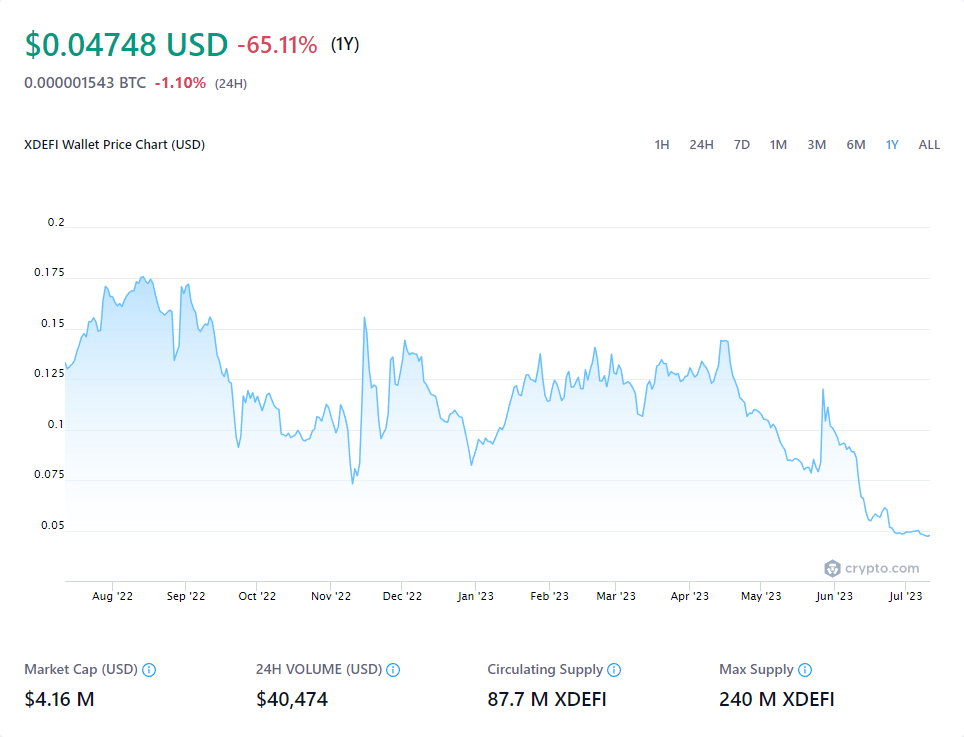 $0.04748 USD -65.11% (1Y)
0.000001543 BTC -1.10% (24H)
XDEFI Wallet Price Chart (USD) 1H 24H 7D 1M 3M 6M 1Y ALL
0.2
0.175
0.15
0.125
0.1
0.075
0.05
crypto.com
Aug '22 Sep '22 Oct '22 Nov '22 Dec '22 Jan '23 Feb '23 Mar '23 Apr '23 May '23 Jun '23 Jul '23
Market Cap (USD) 24H VOLUME (USD) Circulating Supply Max Supply
$4.16 M $40,474 87.7 M XDEFI 240 M XDEFI